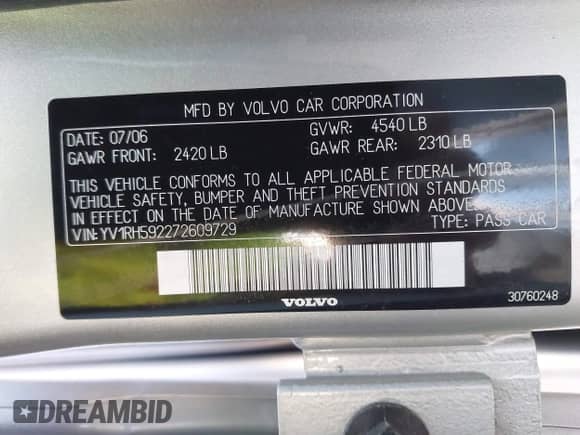 MFD BY VOLVO CAR CORPORATION
DATE: 07/06 GVWR: 4540 LB
GAWR FRONT: 2420 LB GAWR REAR: 2310 LB
THIS VEHICLE CONFORMS TO ALL APPLICABLE FEDERAL MOTOR
VEHICLE SAFETY, BUMPER AND THEFT PREVENTION STANDARDS
IN EFFECT ON THE DATE OF MANUFACTURE SHOWN ABOVE.
VIN:YV1RH592272609729 TYPE: PASS CAR
VOLVO 30760248
DREAMBID